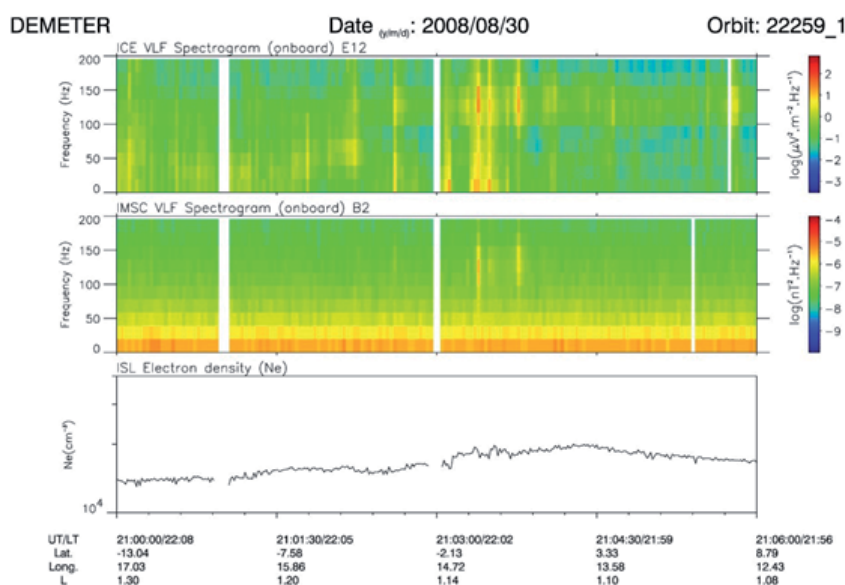 DEMETER Date (y/m/d): 2008/08/30 Orbit: 22259_1
ICE VLF Spectrogram (onboard) E12
Frequency (Hz)
200
150
100
50
0
log(μV².m⁻².Hz⁻¹)
2
1
0
−1
−2
−3
IMSC VLF Spectrogram (onboard) B2
Frequency (Hz)
200
150
100
50
0
log(nT².Hz⁻¹)
−4
−5
−6
−7
−8
−9
ISL Electron density (Ne)
Ne(cm⁻³)
10⁴
UT/LT 21:00:00/22:08 21:01:30/22:05 21:03:00/22:02 21:04:30/21:59 21:06:00/21:56
Lat. -13.04 -7.58 -2.13 3.33 8.79
Long. 17.03 15.86 14.72 13.58 12.43
L 1.30 1.20 1.14 1.10 1.08